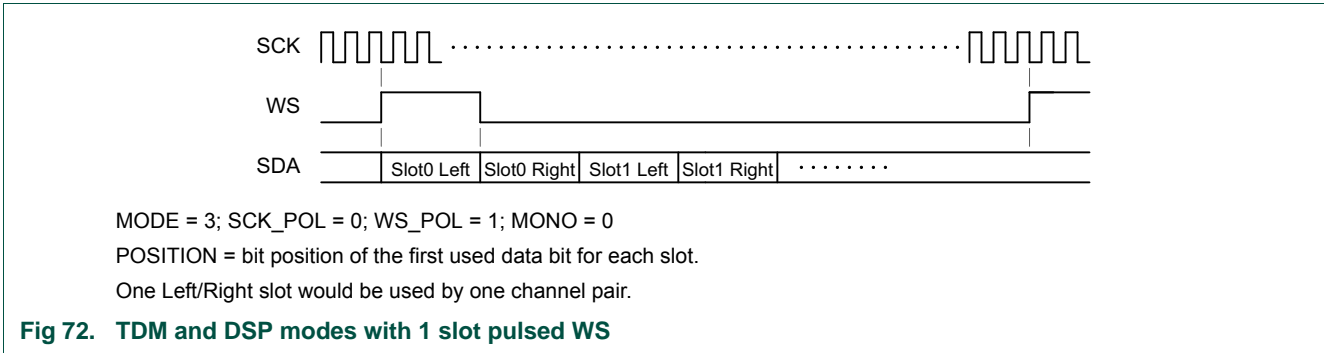 SCK
WS
SDA Slot0 Left Slot0 Right Slot1 Left Slot1 Right
MODE = 3; SCK_POL = 0; WS_POL = 1; MONO = 0
POSITION = bit position of the first used data bit for each slot.
One Left/Right slot would be used by one channel pair.
Fig 72. TDM and DSP modes with 1 slot pulsed WS